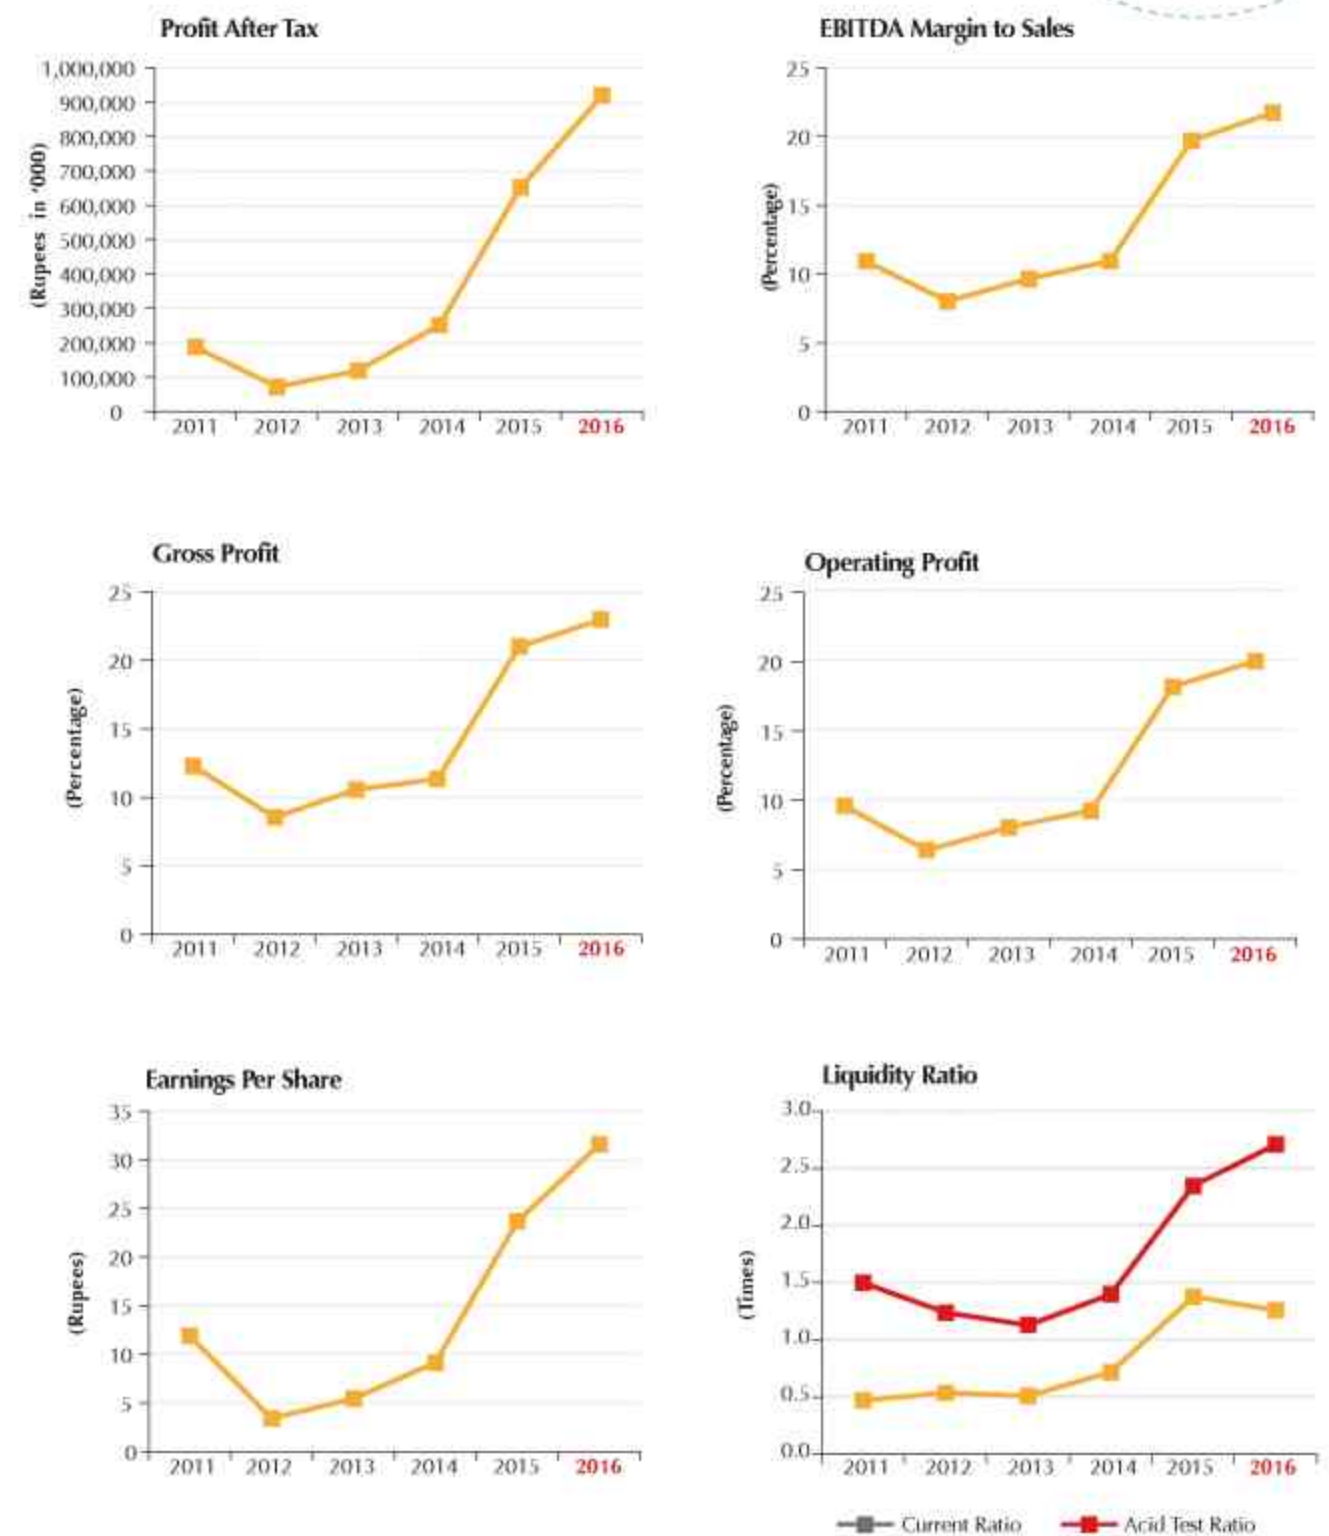 Profit After Tax
(Rupees in '000)
1,000,000
900,000
800,000
700,000
600,000
500,000
400,000
300,000
200,000
100,000
0
2011 2012 2013 2014 2015 2016
EBITDA Margin to Sales
(Percentage)
25
20
15
10
5
0
2011 2012 2013 2014 2015 2016
Gross Profit
(Percentage)
25
20
15
10
5
0
2011 2012 2013 2014 2015 2016
Operating Profit
(Percentage)
25
20
15
10
5
0
2011 2012 2013 2014 2015 2016
Earnings Per Share
(Rupees)
35
30
25
20
15
10
5
0
2011 2012 2013 2014 2015 2016
Liquidity Ratio
(Times)
3.0
2.5
2.0
1.5
1.0
0.5
0.0
2011 2012 2013 2014 2015 2016
Current Ratio Acid Test Ratio